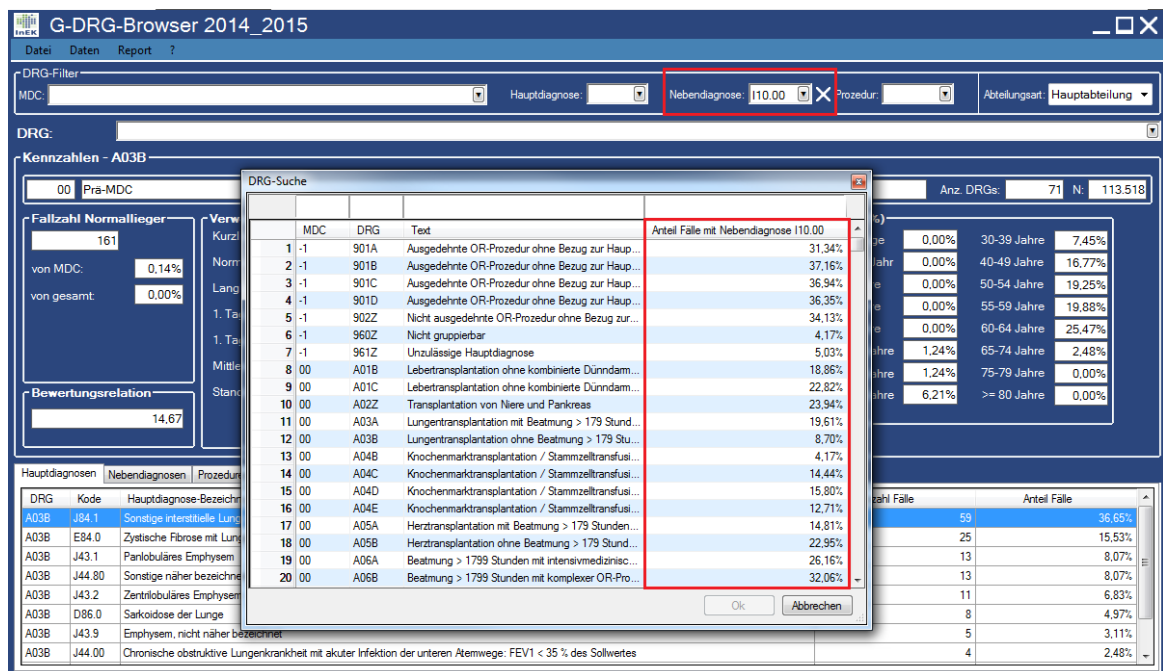 InEK G-DRG-Browser 2014_2015
Datei Daten Report ?
DRG-Filter
MDC: Hauptdiagnose: Nebendiagnose: I10.00 Prozedur: Abteilungsart: Hauptabteilung
DRG:
Kennzahlen - A03B
00 Prä-MDC Anz. DRGs: 71 N: 113.518
Fallzahl Normallieger
161
von MDC: 0,14%
von gesamt: 0,00%
Bewertungsrelation
14,67
DRG-Suche
MDC DRG Text Anteil Fälle mit Nebendiagnose I10.00
1 -1 901A Ausgedehnte OR-Prozedur ohne Bezug zur Haup... 31,34%
2 -1 901B Ausgedehnte OR-Prozedur ohne Bezug zur Haup... 37,16%
3 -1 901C Ausgedehnte OR-Prozedur ohne Bezug zur Haup... 36,94%
4 -1 901D Ausgedehnte OR-Prozedur ohne Bezug zur Haup... 36,35%
5 -1 902Z Nicht ausgedehnte OR-Prozedur ohne Bezug zur... 34,13%
6 -1 960Z Nicht gruppierbar 4,17%
7 -1 961Z Unzulässige Hauptdiagnose 5,03%
8 00 A01B Lebertransplantation ohne kombinierte Dünndarm... 18,86%
9 00 A01C Lebertransplantation ohne kombinierte Dünndarm... 22,82%
10 00 A02Z Transplantation von Niere und Pankreas 23,94%
11 00 A03A Lungentransplantation mit Beatmung > 179 Stund... 19,61%
12 00 A03B Lungentransplantation ohne Beatmung > 179 Stu... 8,70%
13 00 A04B Knochenmarktransplantation / Stammzelltransfusi... 4,17%
14 00 A04C Knochenmarktransplantation / Stammzelltransfusi... 14,44%
15 00 A04D Knochenmarktransplantation / Stammzelltransfusi... 15,80%
16 00 A04E Knochenmarktransplantation / Stammzelltransfusi... 12,71%
17 00 A05A Herztransplantation mit Beatmung > 179 Stunden... 14,81%
18 00 A05B Herztransplantation ohne Beatmung > 179 Stund... 22,95%
19 00 A06A Beatmung > 1799 Stunden mit intensivmedizinisc... 26,16%
20 00 A06B Beatmung > 1799 Stunden mit komplexer OR-Pro... 32,06%
Ok Abbrechen
0,00% 30-39 Jahre 7,45%
Jahr 0,00% 40-49 Jahre 16,77%
0,00% 50-54 Jahre 19,25%
0,00% 55-59 Jahre 19,88%
0,00% 60-64 Jahre 25,47%
1,24% 65-74 Jahre 2,48%
1,24% 75-79 Jahre 0,00%
6,21% >= 80 Jahre 0,00%
Hauptdiagnosen Nebendiagnosen
DRG Kode Anteil Fälle
A03B J84.1 Sonstige interstitielle 59 36,65%
A03B E84.0 Zystische Fibrose mit 25 15,53%
A03B J43.1 Panlobuläres Emphysem 13 8,07%
A03B J44.80 Sonstige näher 13 8,07%
A03B J43.2 Zentrilobuläres Emphysem 11 6,83%
A03B D86.0 Sarkoidose der Lunge 8 4,97%
A03B J43.9 Emphysem, nicht näher bezeichnet 5 3,11%
A03B J44.00 Chronische obstruktive Lungenkrankheit mit akuter Infektion der unteren Atemwege: FEV1 < 35 % des Sollwertes 4 2,48%